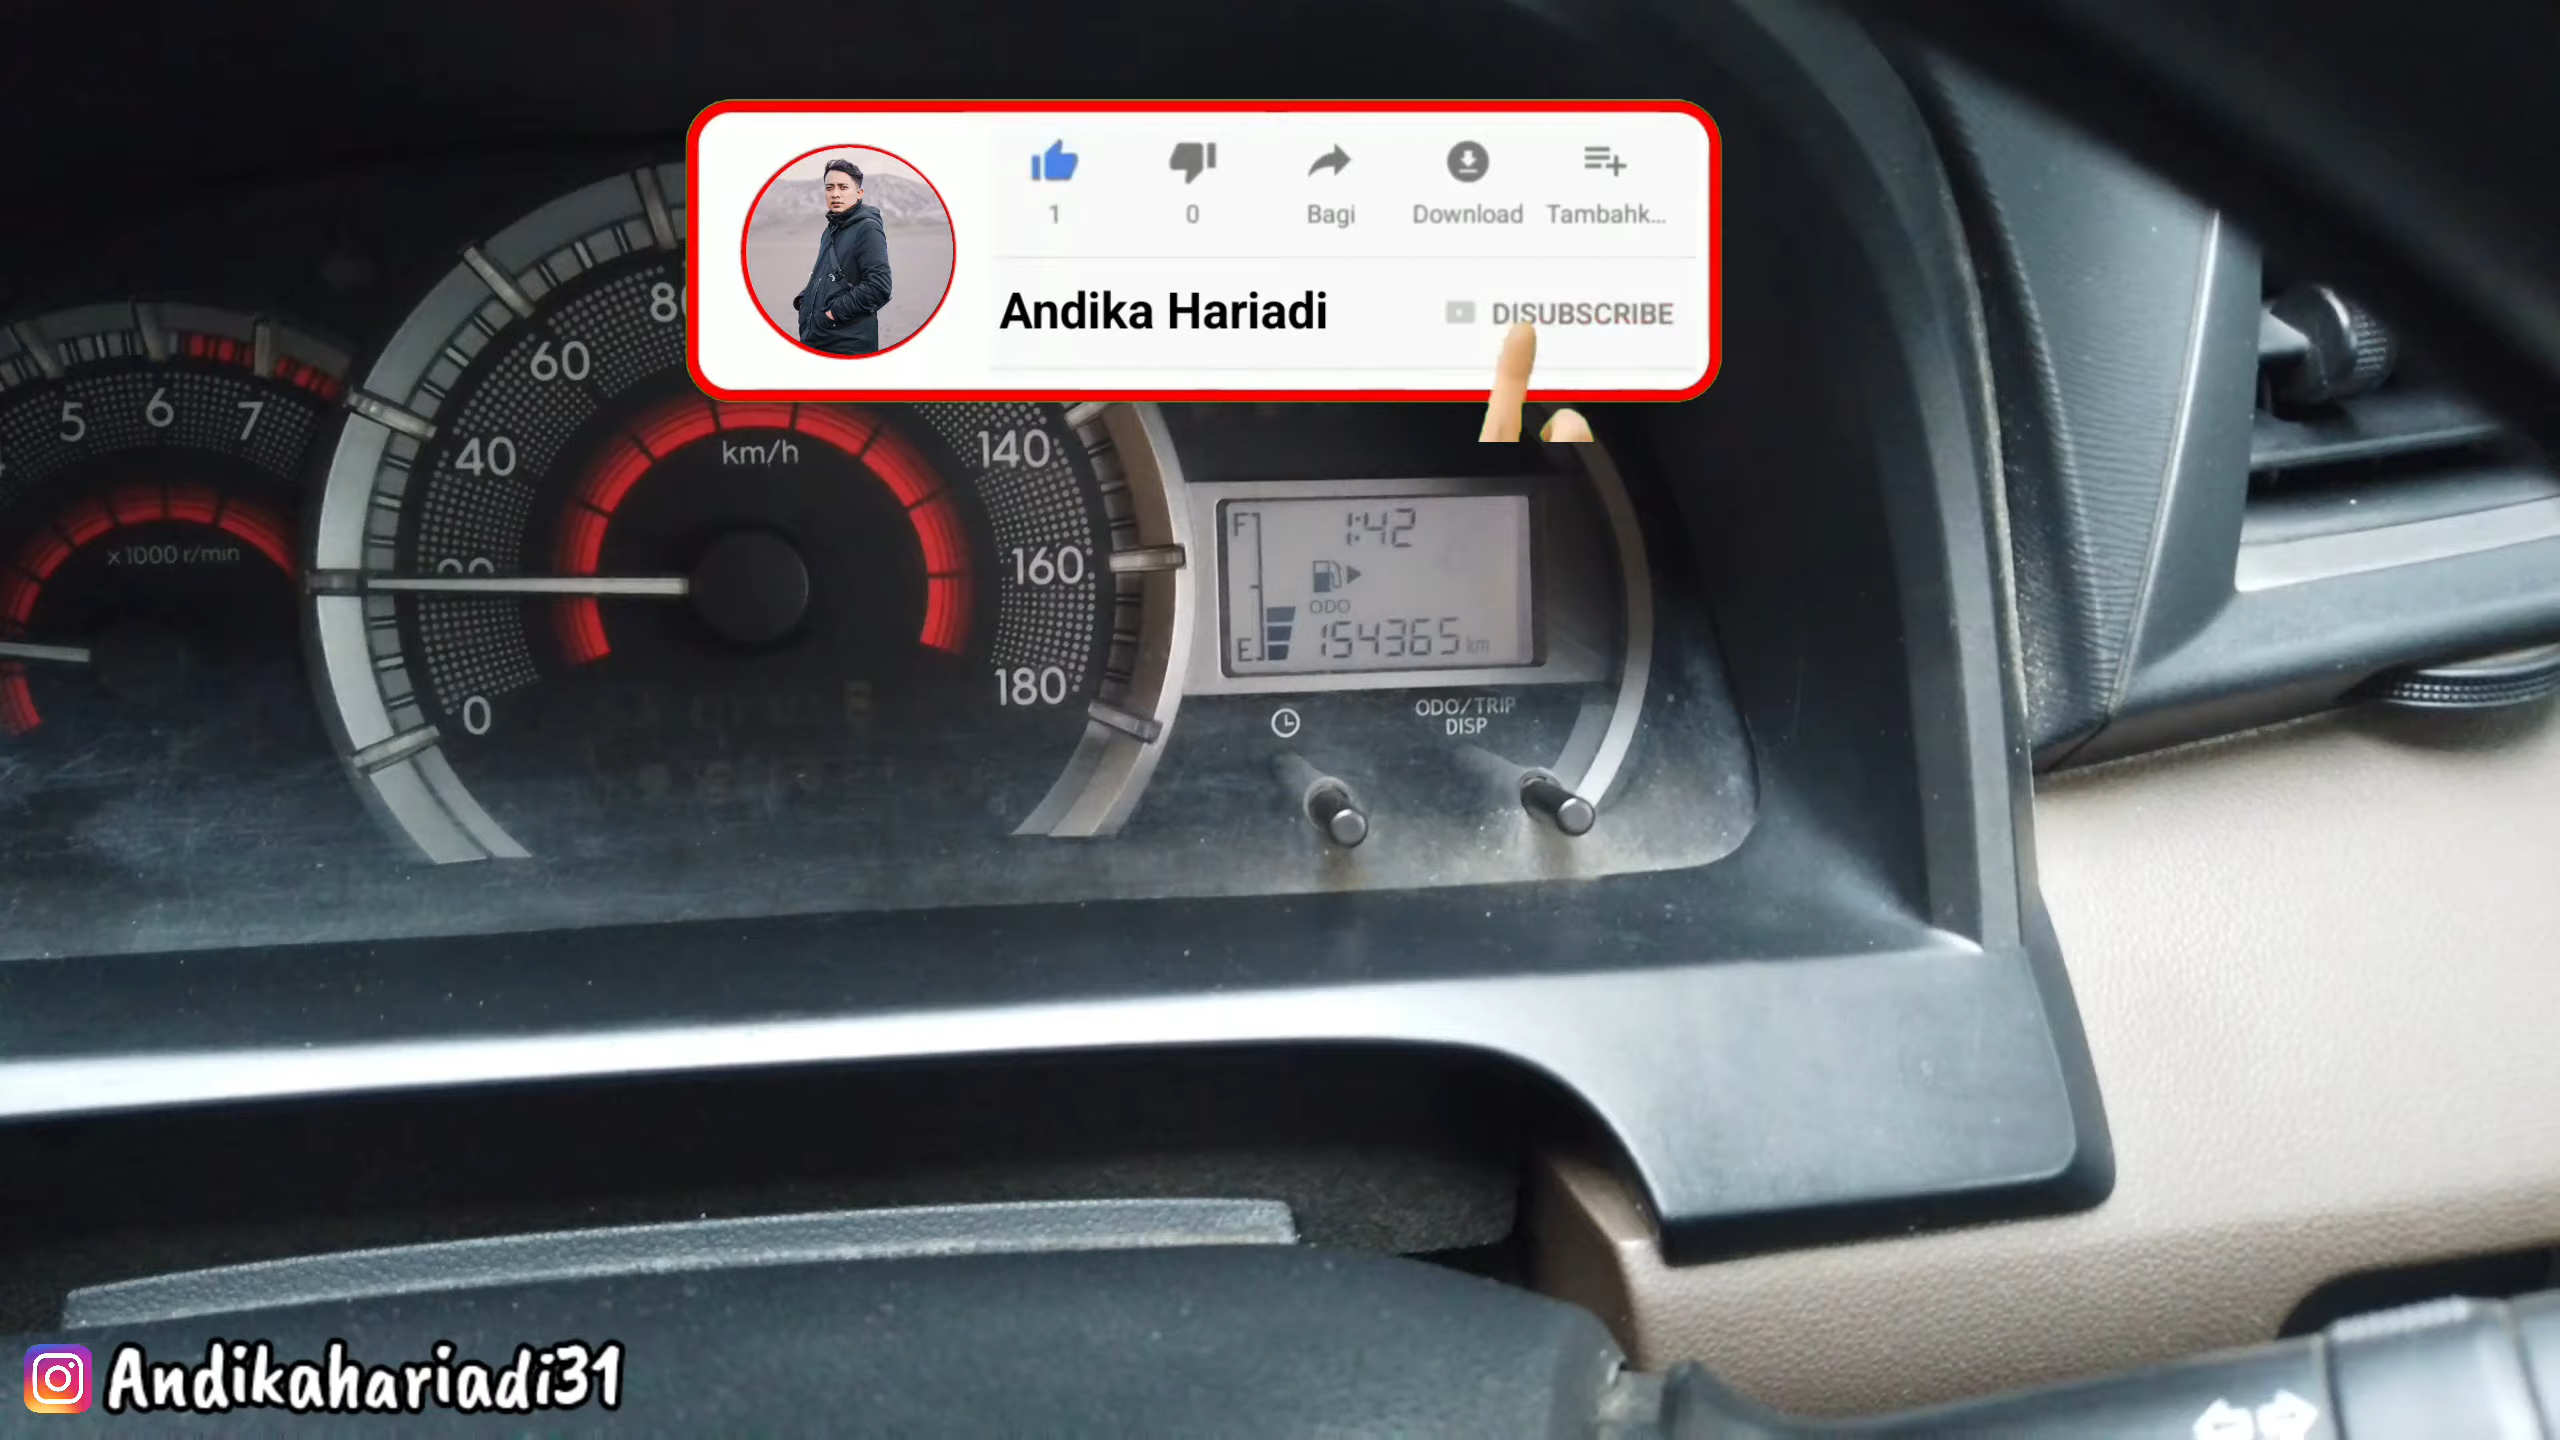 1
0
Bagi
Download
Tambahk...
Andika Hariadi
DISUBSCRIBE
5
6
7
x1000 r/min
0
40
60
km/h
140
160
180
F
1:42
ODO
E
154365 km
ODO/TRIP
DISP
Andikahariadi31